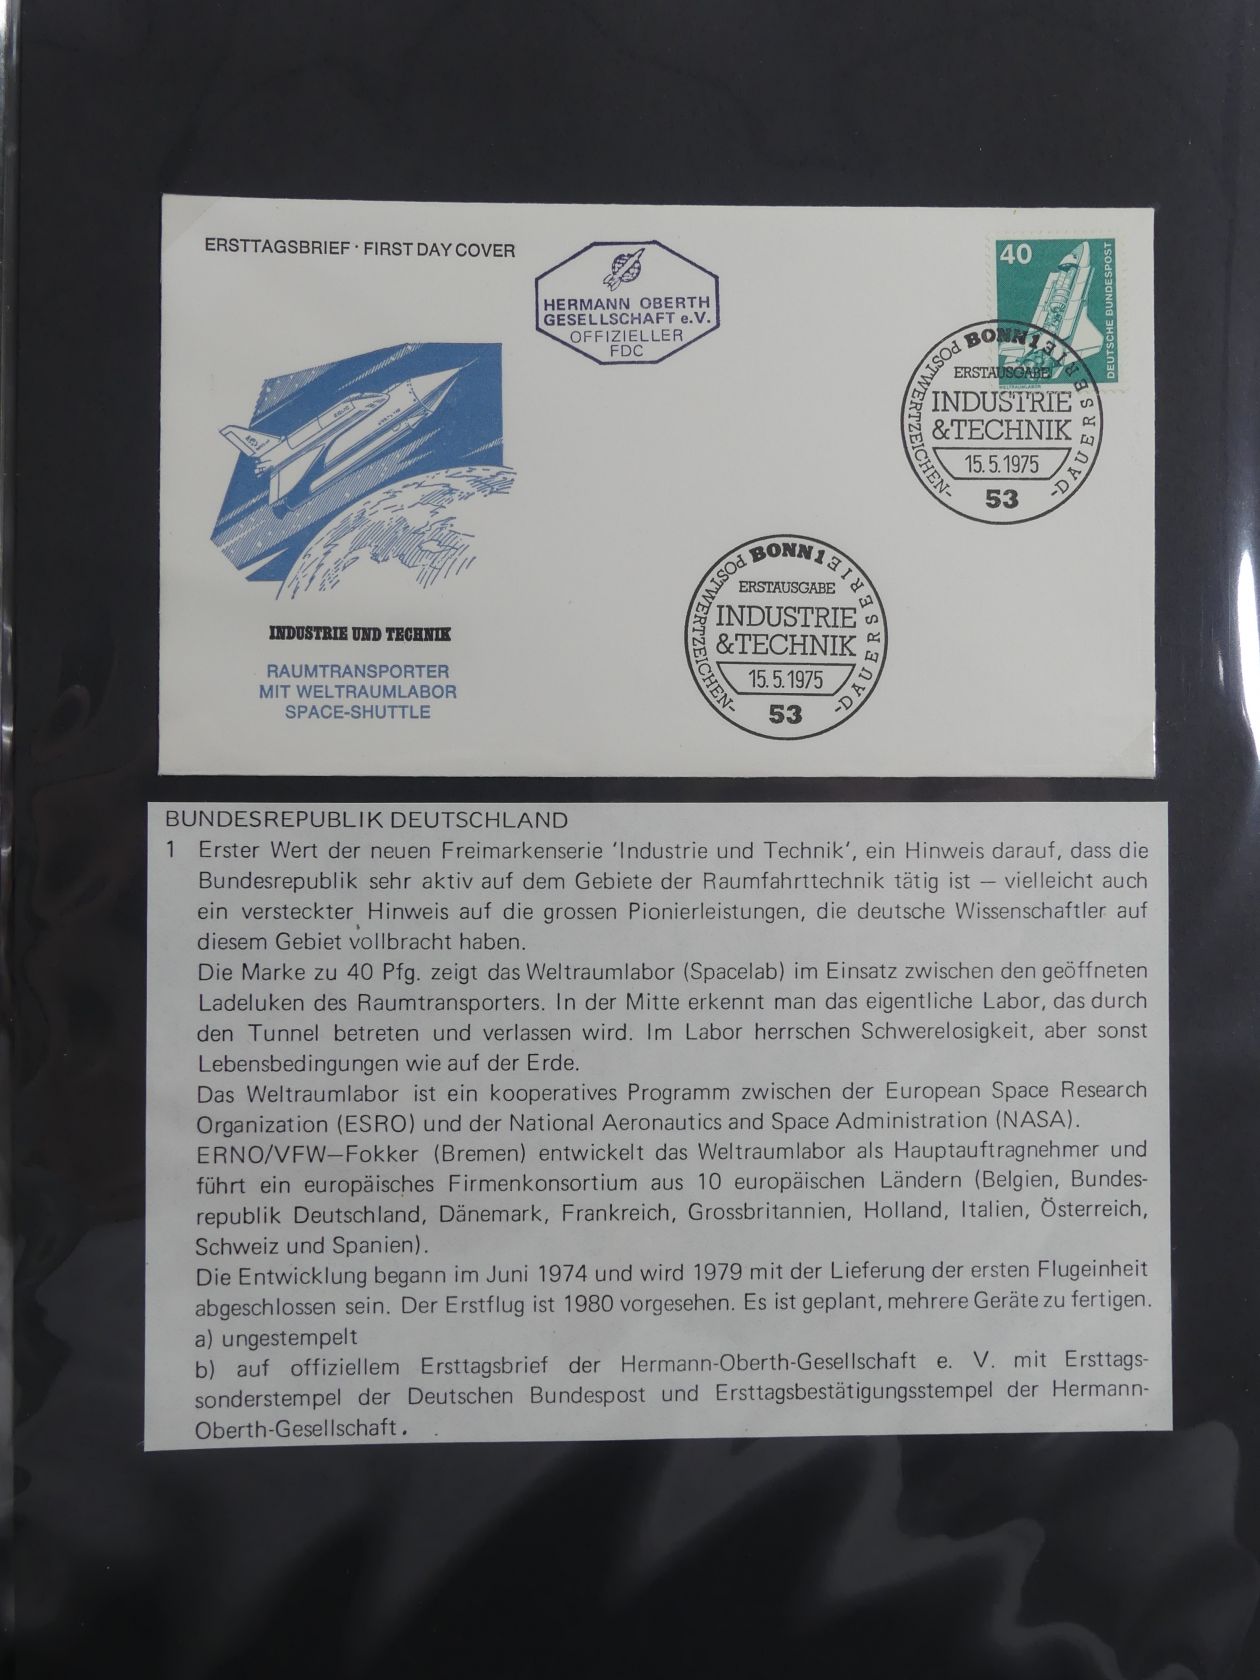 ERSTTAGSBRIEF · FIRST DAY COVER
HERMANN OBERTH
GESELLSCHAFT e.V.
OFFIZIELLER
FDC
40
DEUTSCHE BUNDESPOST
WELTRAUMLABOR
POSTWERTZEICHEN- BONN 1 -DAUERSERIE
ERSTAUSGABE
INDUSTRIE
&TECHNIK
15.5.1975
53
POSTWERTZEICHEN- BONN 1 -DAUERSERIE
ERSTAUSGABE
INDUSTRIE
&TECHNIK
15.5.1975
53
INDUSTRIE UND TECHNIK
RAUMTRANSPORTER
MIT WELTRAUMLABOR
SPACE-SHUTTLE
BUNDESREPUBLIK DEUTSCHLAND
1 Erster Wert der neuen Freimarkenserie 'Industrie und Technik', ein Hinweis darauf, dass die
Bundesrepublik sehr aktiv auf dem Gebiete der Raumfahrttechnik tätig ist – vielleicht auch
ein versteckter Hinweis auf die grossen Pionierleistungen, die deutsche Wissenschaftler auf
diesem Gebiet vollbracht haben.
Die Marke zu 40 Pfg. zeigt das Weltraumlabor (Spacelab) im Einsatz zwischen den geöffneten
Ladeluken des Raumtransporters. In der Mitte erkennt man das eigentliche Labor, das durch
den Tunnel betreten und verlassen wird. Im Labor herrschen Schwerelosigkeit, aber sonst
Lebensbedingungen wie auf der Erde.
Das Weltraumlabor ist ein kooperatives Programm zwischen der European Space Research
Organization (ESRO) und der National Aeronautics and Space Administration (NASA).
ERNO/VFW–Fokker (Bremen) entwickelt das Weltraumlabor als Hauptauftragnehmer und
führt ein europäisches Firmenkonsortium aus 10 europäischen Ländern (Belgien, Bundes-
republik Deutschland, Dänemark, Frankreich, Grossbritannien, Holland, Italien, Österreich,
Schweiz und Spanien).
Die Entwicklung begann im Juni 1974 und wird 1979 mit der Lieferung der ersten Flugeinheit
abgeschlossen sein. Der Erstflug ist 1980 vorgesehen. Es ist geplant, mehrere Geräte zu fertigen.
a) ungestempelt
b) auf offiziellem Ersttagsbrief der Hermann-Oberth-Gesellschaft e. V. mit Ersttags-
sonderstempel der Deutschen Bundespost und Ersttagsbestätigungsstempel der Hermann-
Oberth-Gesellschaft.